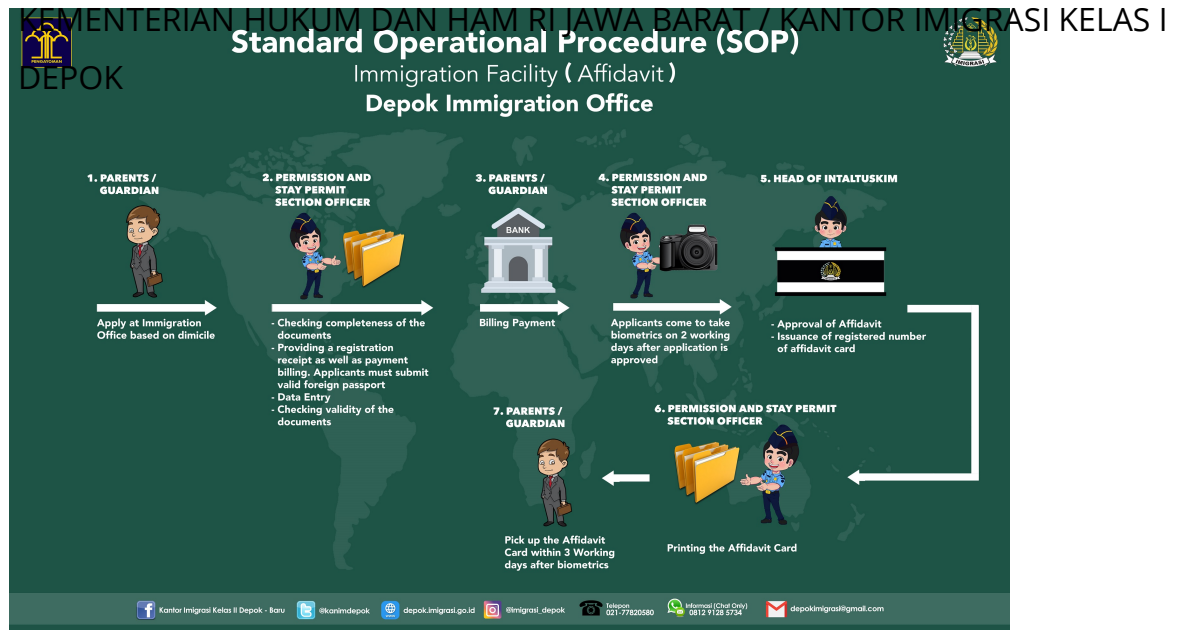 KEMENTERIAN HUKUM DAN HAM RI JAWA BARAT / KANTOR IMIGRASI KELAS I
DEPOK
PENGAYOMAN
IMIGRASI
Standard Operational Procedure (SOP)
Immigration Facility ( Affidavit )
Depok Immigration Office
1. PARENTS /
GUARDIAN
Apply at Immigration
Office based on dimicile
2. PERMISSION AND
STAY PERMIT
SECTION OFFICER
- Checking completeness of the
documents
- Providing a registration
receipt as well as payment
billing. Applicants must submit
valid foreign passport
- Data Entry
- Checking validity of the
documents
3. PARENTS /
GUARDIAN
BANK
Billing Payment
4. PERMISSION AND
STAY PERMIT
SECTION OFFICER
Applicants come to take
biometrics on 2 working
days after application is
approved
5. HEAD OF INTALTUSKIM
- Approval of Affidavit
- Issuance of registered number
of affidavit card
6. PERMISSION AND STAY PERMIT
SECTION OFFICER
Printing the Affidavit Card
7. PARENTS /
GUARDIAN
Pick up the Affidavit
Card within 3 Working
days after biometrics
Kantor Imigrasi Kelas II Depok - Baru
@kanimdepok
depok.imigrasi.go.id
@imigrasi_depok
Telepon
021-77820580
Informasi (Chat Only)
0812 9128 5734
depokimigrasi@gmail.com